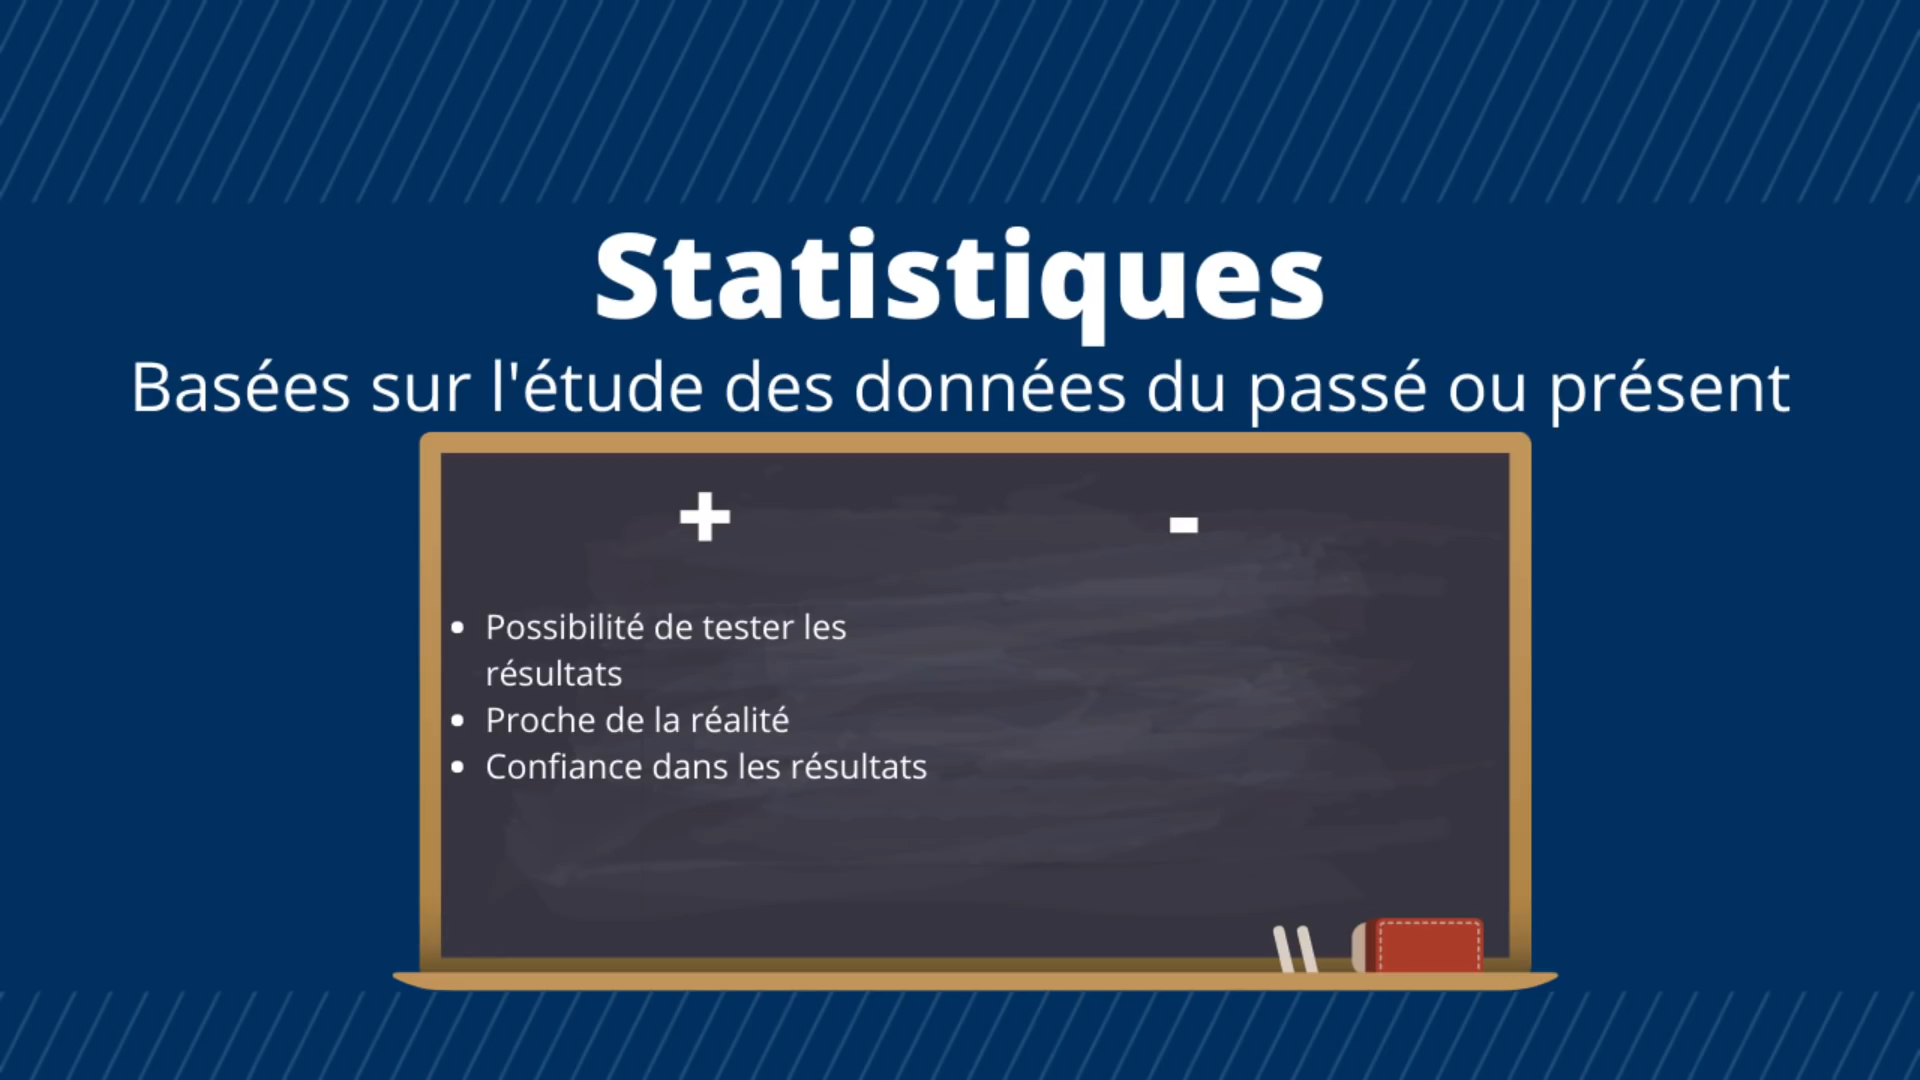 Statistiques
Basées sur l'étude des données du passé ou présent
+
-
• Possibilité de tester les
résultats
• Proche de la réalité
• Confiance dans les résultats